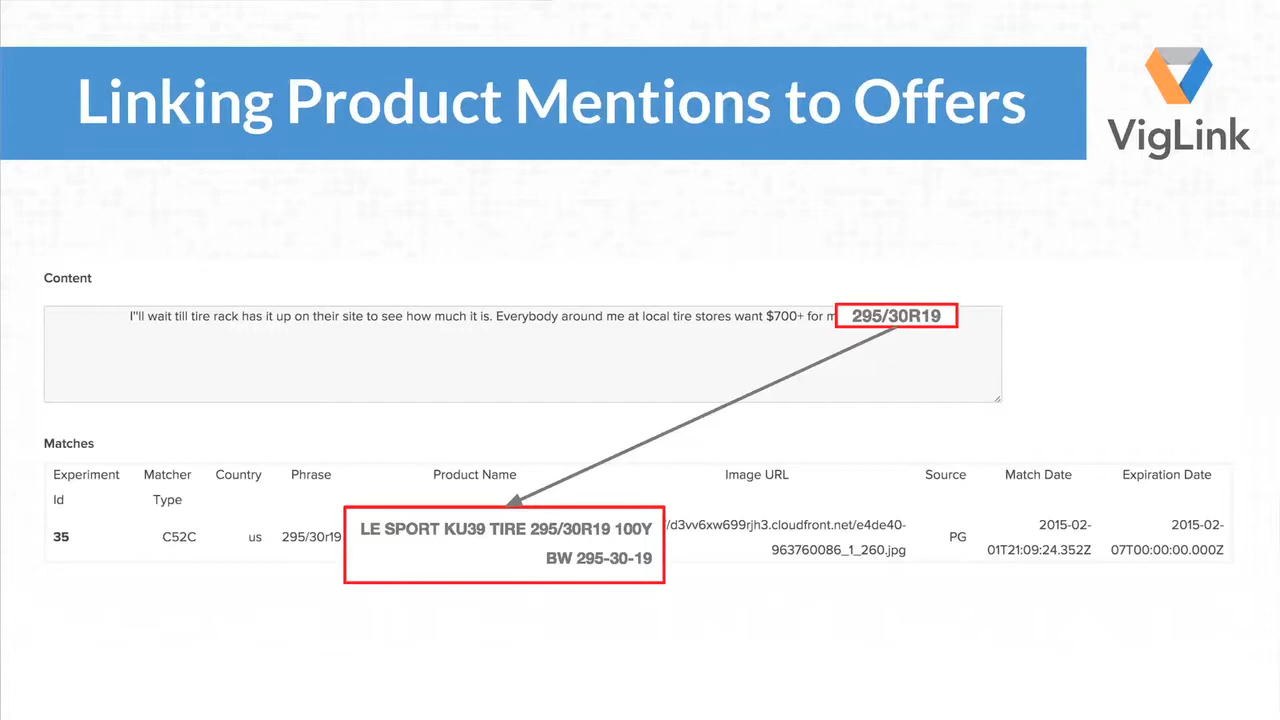 Linking Product Mentions to Offers
VigLink
Content
I"ll wait till tire rack has it up on their site to see how much it is. Everybody around me at local tire stores want $700+ for m 295/30R19
Matches
Experiment Id Matcher Type Country Phrase Product Name Image URL Source Match Date Expiration Date
35 C52C us 295/30r19 LE SPORT KU39 TIRE 295/30R19 100Y BW 295-30-19 /d3vv6xw699rjh3.cloudfront.net/e4de40-963760086_1_260.jpg PG 2015-02-01T21:09:24.352Z 2015-02-07T00:00:00.000Z